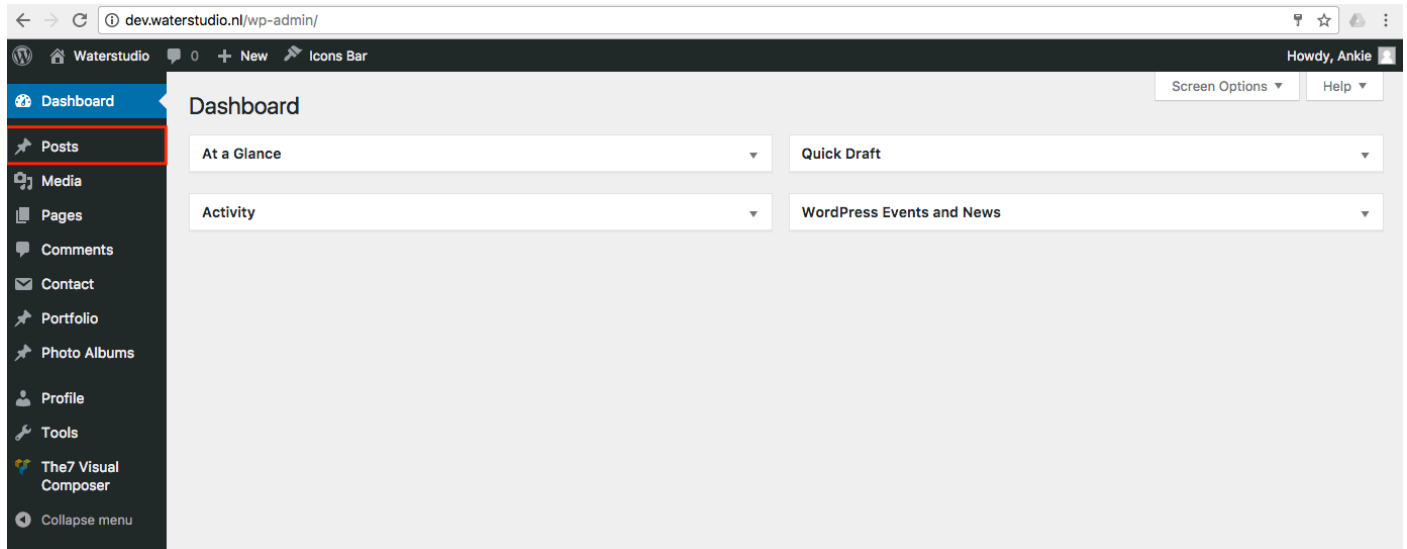 dev.waterstudio.nl/wp-admin/
Waterstudio 0 New Icons Bar Howdy, Ankie
Screen Options Help
Dashboard
Posts
Media
Pages
Comments
Contact
Portfolio
Photo Albums
Profile
Tools
The7 Visual
Composer
Collapse menu
Dashboard
At a Glance
Quick Draft
Activity
WordPress Events and News